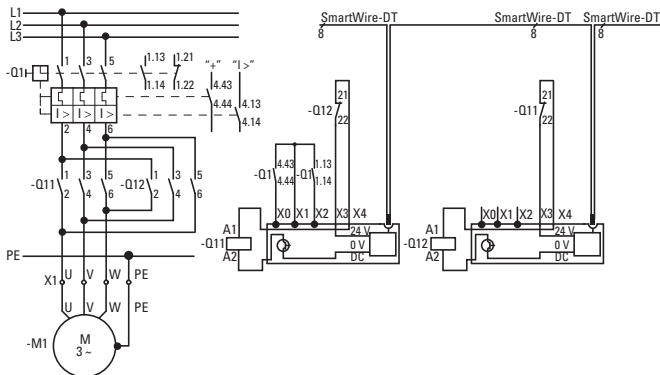 L1
L2
L3
SmartWire-DT SmartWire-DT SmartWire-DT
8 8 8
1 3 5 1.13 1.21 "+" "I >"
-Q1
1.14 1.22 4.43 4.44 4.13 4.14
I > I > I >
2 4 6
21 -Q12 22
21 -Q11 22
1 3 5 1 3 5
-Q11 -Q12
2 4 6 2 4 6
4.43 -Q1 4.44 -Q1 1.13 1.14
X0 X1 X2 X3 X4
A1 -Q11 A2
24 V
0 V
DC
X0 X1 X2 X3 X4
A1 -Q12 A2
24 V
0 V
DC
PE
X1 U V W PE
U V W PE
-M1
M
3 ~